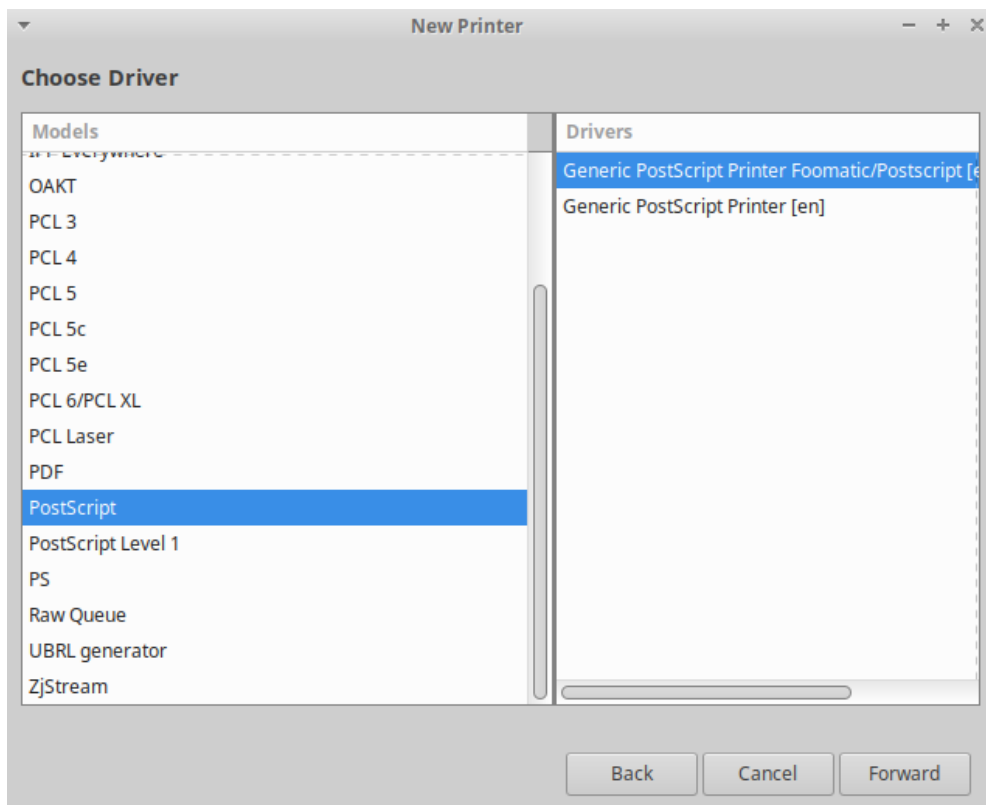 New Printer
Choose Driver
Models
IPP Everywhere
OAKT
PCL 3
PCL 4
PCL 5
PCL 5c
PCL 5e
PCL 6/PCL XL
PCL Laser
PDF
PostScript
PostScript Level 1
PS
Raw Queue
UBRL generator
ZjStream
Drivers
Generic PostScript Printer Foomatic/Postscript [e
Generic PostScript Printer [en]
Back
Cancel
Forward